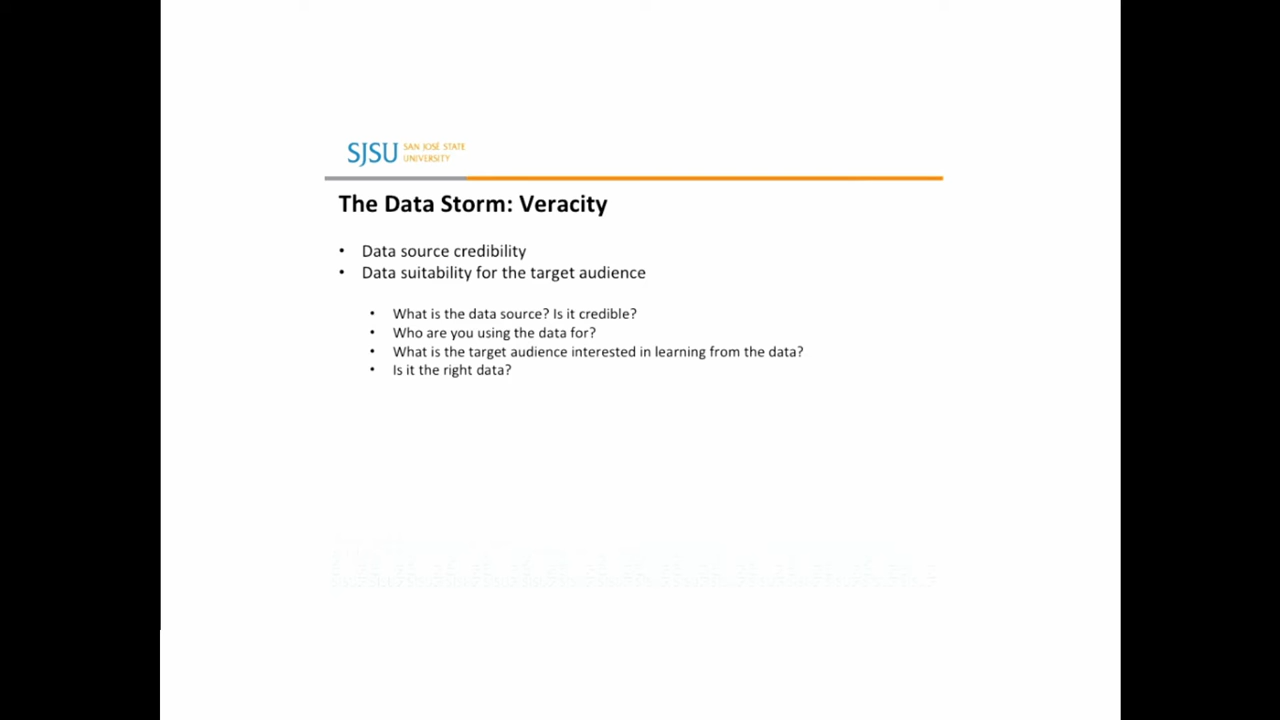 SJSU SAN JOSÉ STATE
UNIVERSITY
The Data Storm: Veracity
• Data source credibility
• Data suitability for the target audience
• What is the data source? Is it credible?
• Who are you using the data for?
• What is the target audience interested in learning from the data?
• Is it the right data?